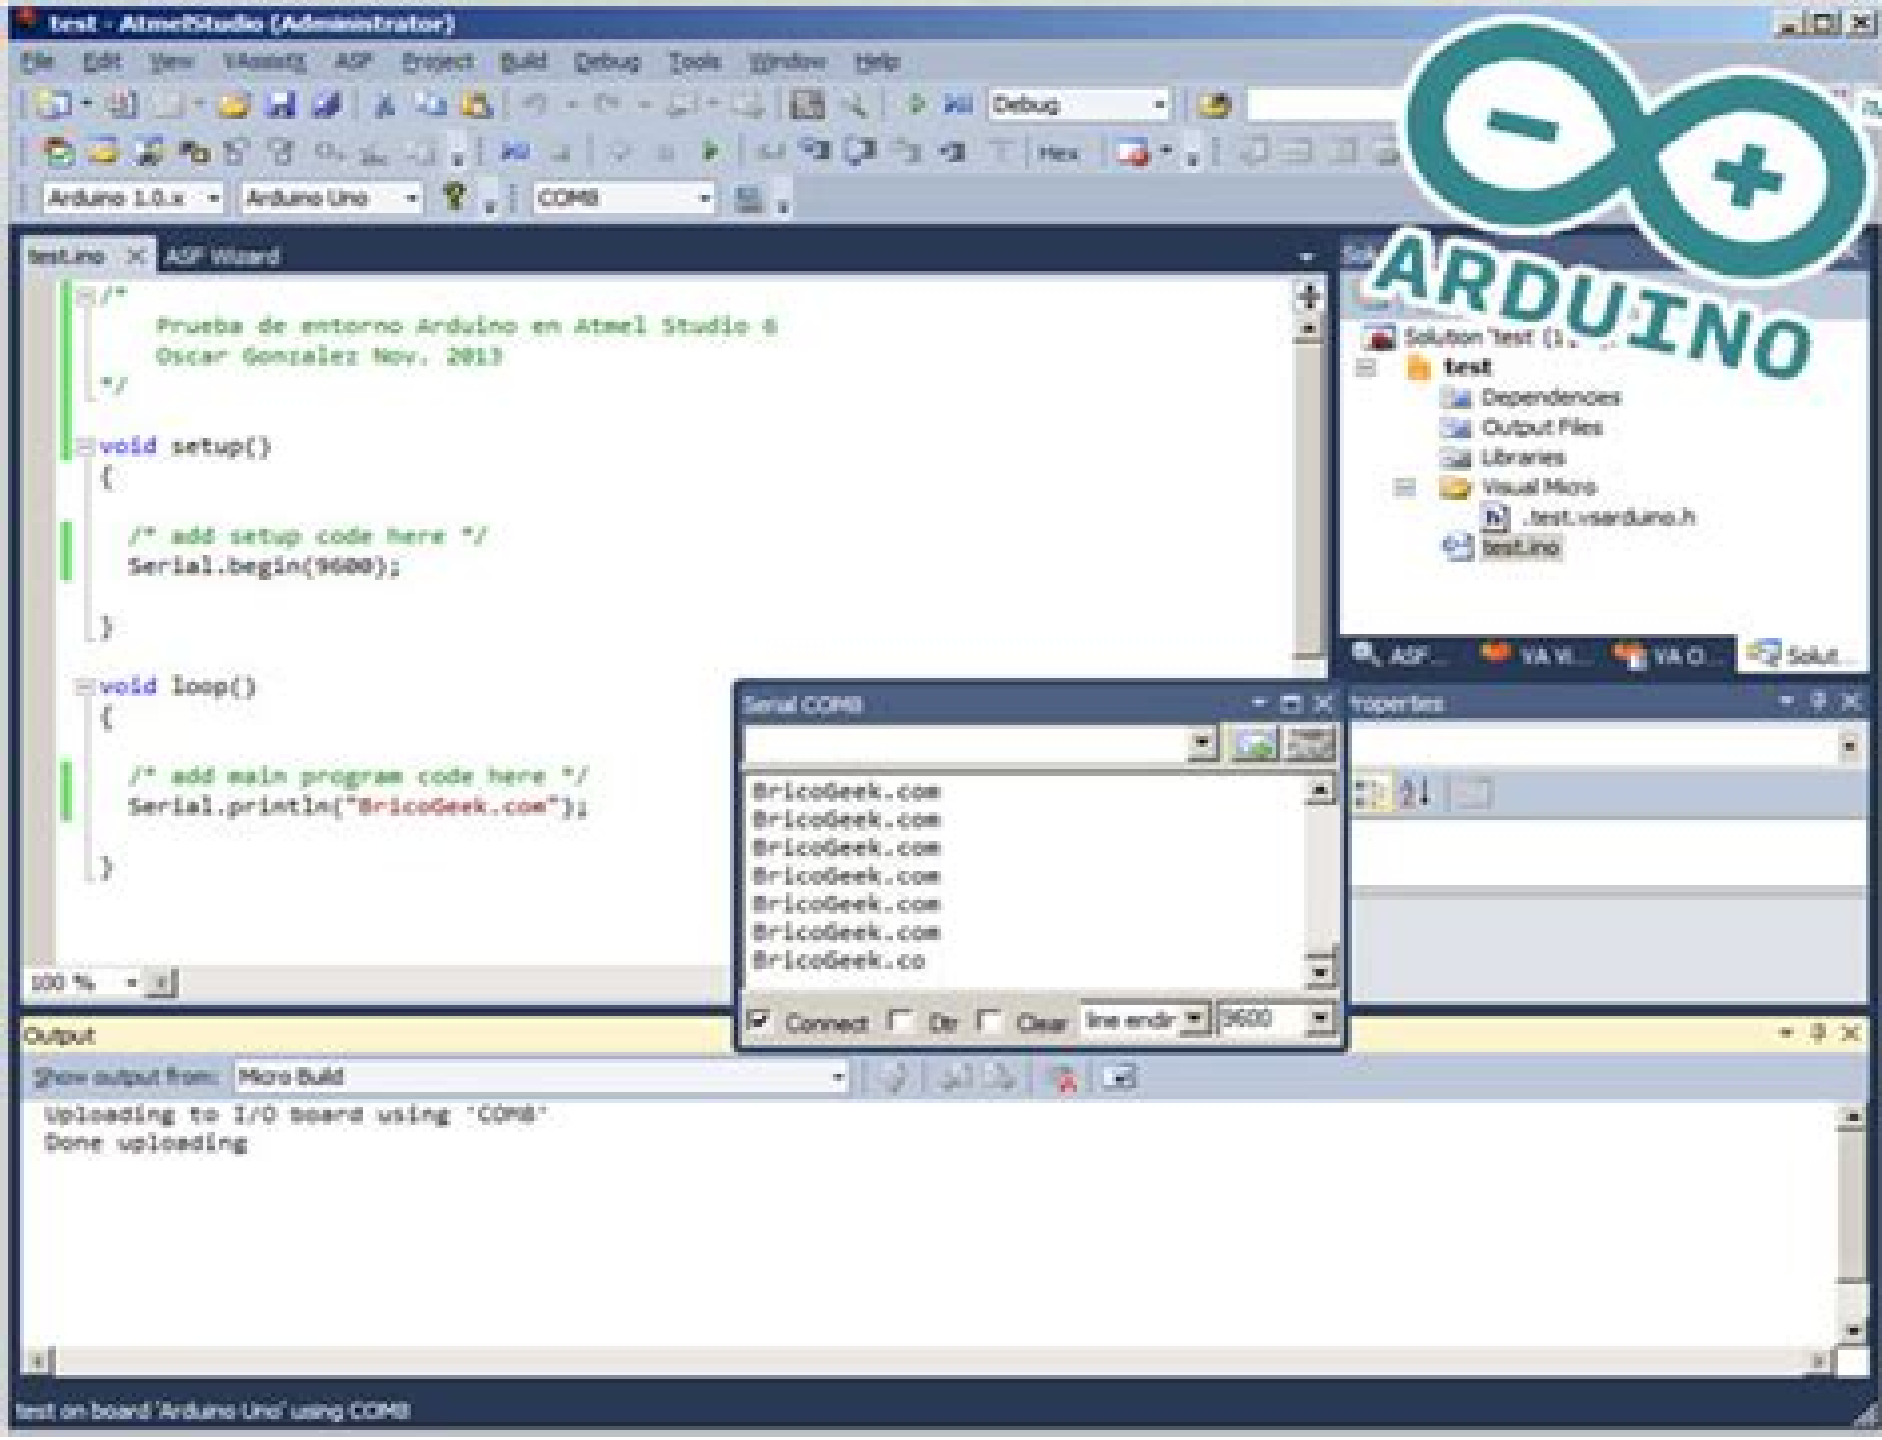 test - AtmelStudio (Administrator)
File Edit View VAssistX ASF Project Build Debug Tools Window Help
Debug
Hex
Arduino 1.0.x Arduino Uno COM8
test.ino ASF Wizard
/*
Prueba de entorno Arduino en Atmel Studio 6
Oscar Gonzalez Nov. 2013
*/
void setup()
{
/* add setup code here */
Serial.begin(9600);
}
void loop()
{
/* add main program code here */
Serial.println("BricoGeek.com");
}
100 %
ARDUINO
Solution 'test' (1
test
Dependencies
Output Files
Libraries
Visual Micro
.test.vsarduino.h
test.ino
ASF... VA Vi... VA O... Solut...
Properties
Serial COM8
BricoGeek.com
BricoGeek.com
BricoGeek.com
BricoGeek.com
BricoGeek.com
BricoGeek.com
BricoGeek.co
Connect Dtr Clear line endir 9600
Output
Show output from: Micro Build
Uploading to I/O board using 'COM8'
Done uploading
test on board 'Arduino Uno' using COM8